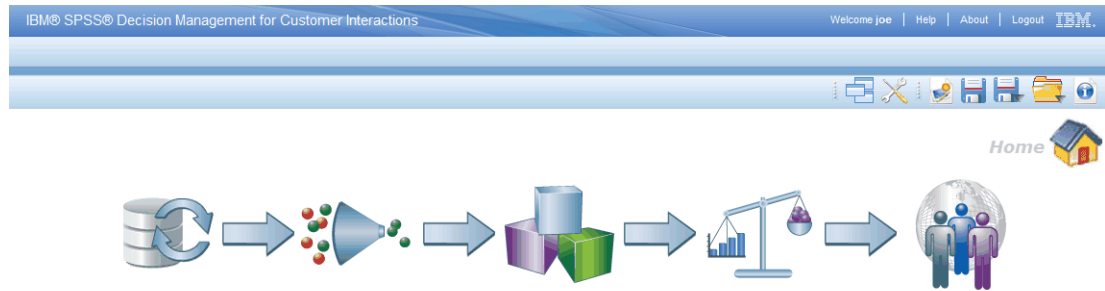 IBM® SPSS® Decision Management for Customer Interactions
Welcome joe | Help | About | Logout IBM.
Home